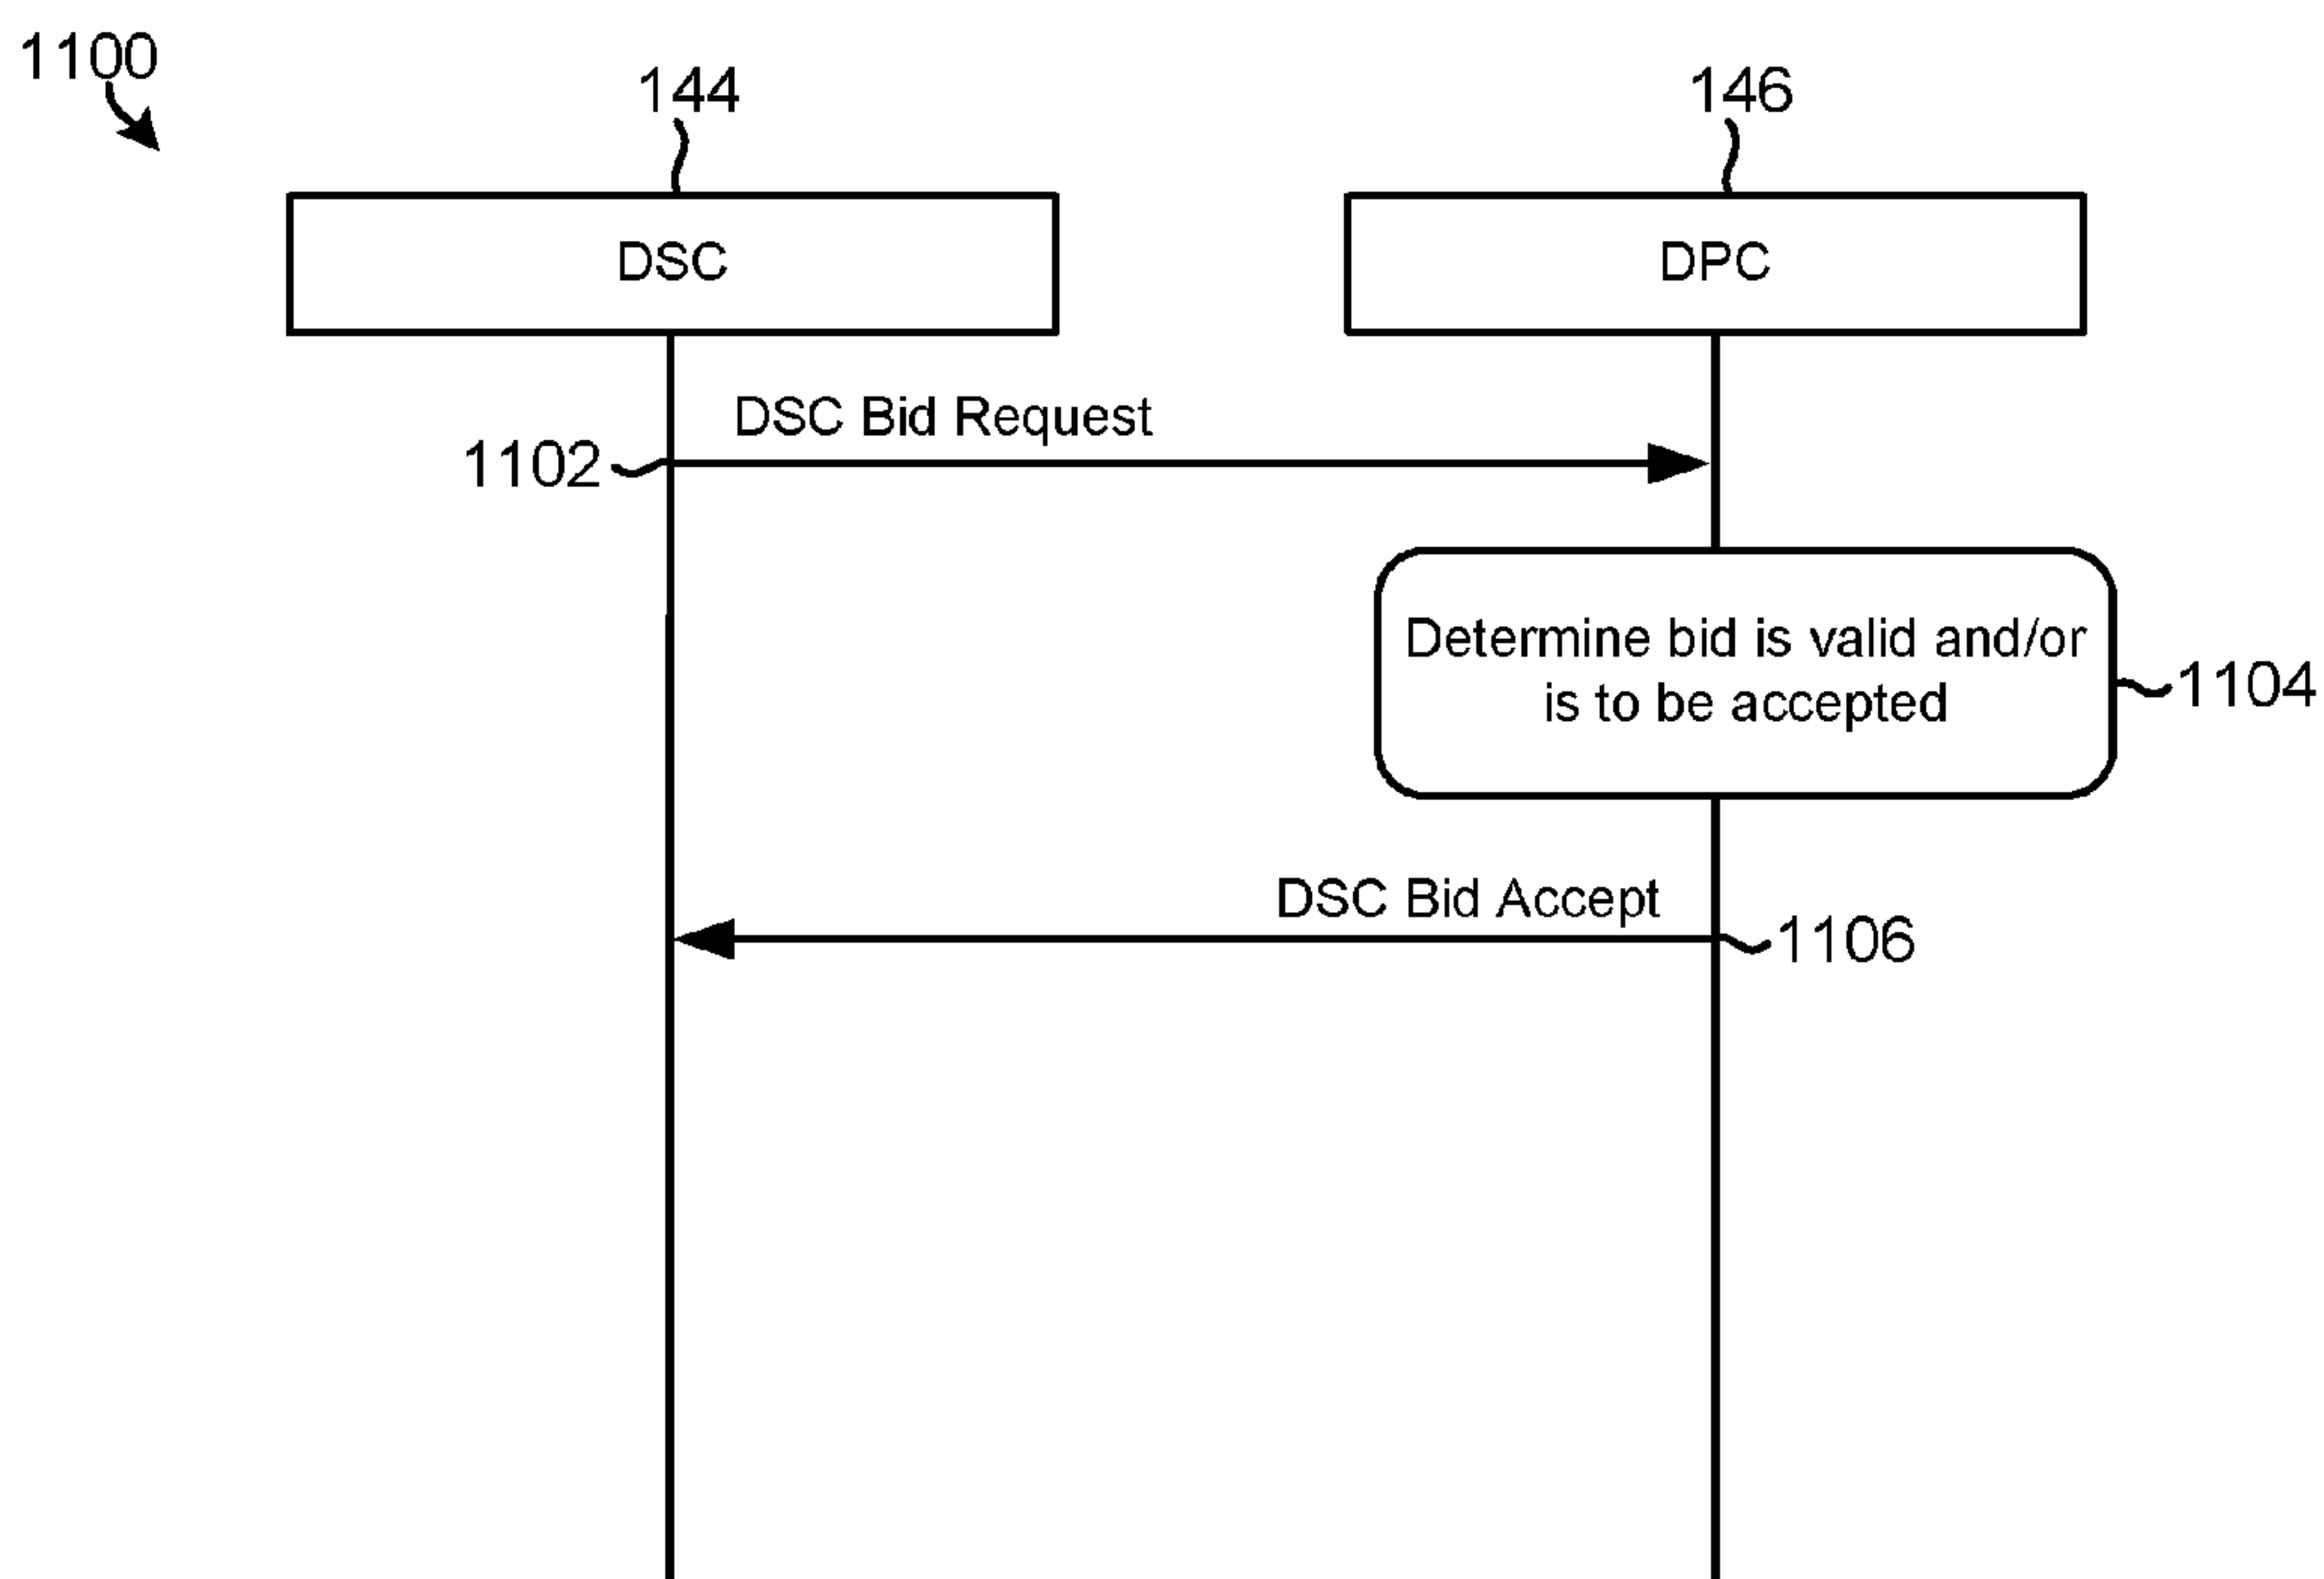 1100
144
146
DSC
DPC
DSC Bid Request
1102
Determine bid is valid and/or
is to be accepted
1104
DSC Bid Accept
1106